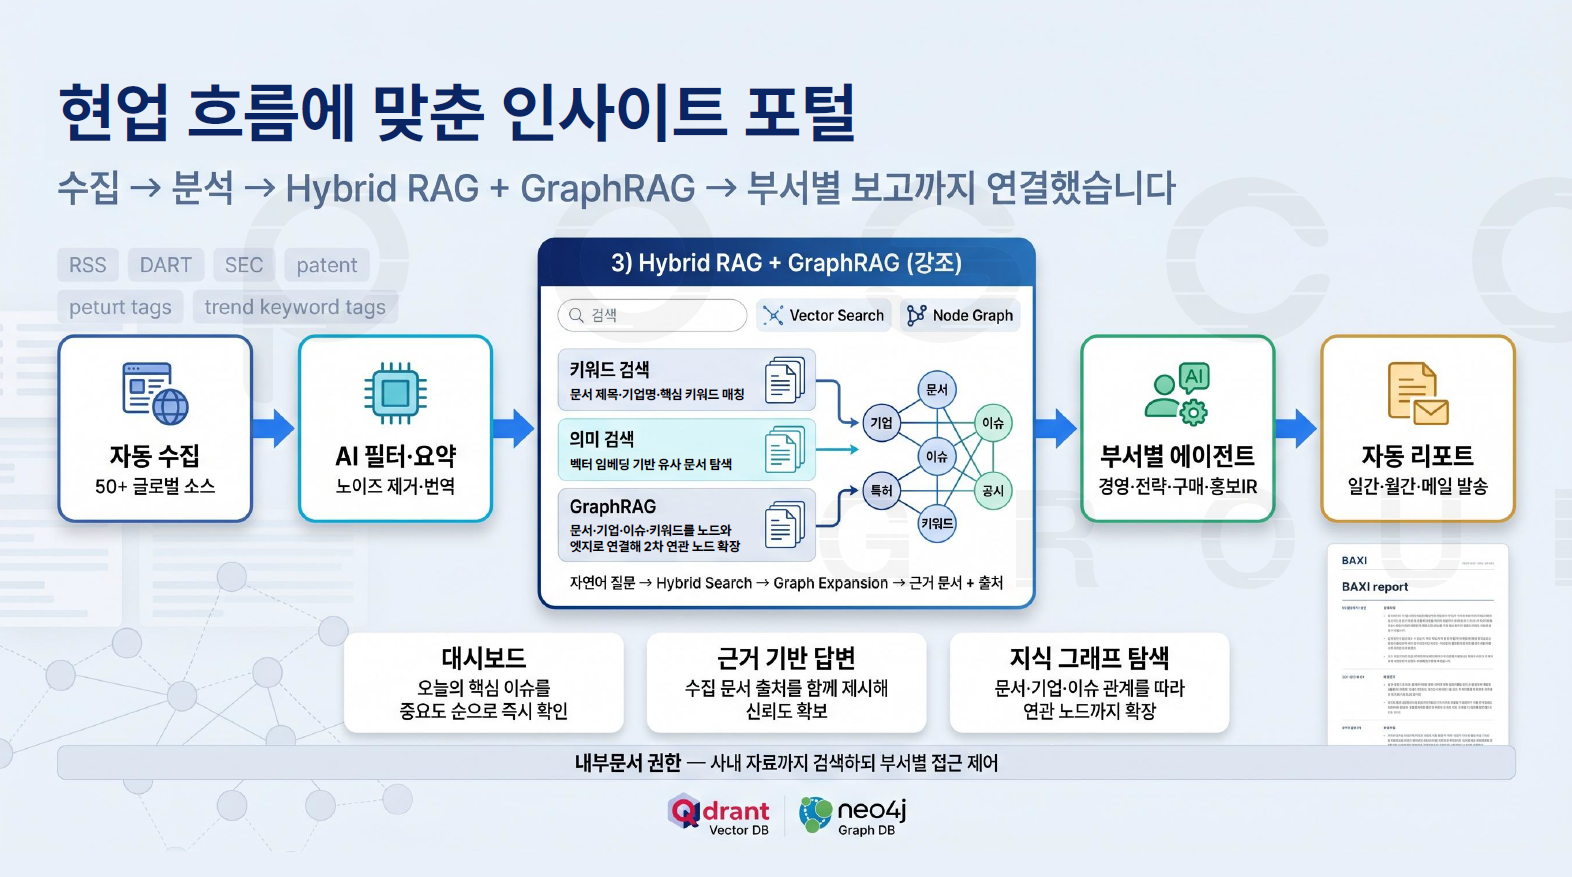 현업 흐름에 맞춘 인사이트 포털
수집 → 분석 → Hybrid RAG + GraphRAG → 부서별 보고까지 연결했습니다
RSS DART SEC patent
peturt tags trend keyword tags
자동 수집
50+ 글로벌 소스
AI 필터·요약
노이즈 제거·번역
3) Hybrid RAG + GraphRAG (강조)
검색
Vector Search
Node Graph
키워드 검색
문서 제목·기업명·핵심 키워드 매칭
의미 검색
벡터 임베딩 기반 유사 문서 탐색
GraphRAG
문서·기업·이슈·키워드를 노드와
엣지로 연결해 2차 연관 노드 확장
문서
기업
이슈
이슈
특허
공시
키워드
자연어 질문 → Hybrid Search → Graph Expansion → 근거 문서 + 출처
AI
부서별 에이전트
경영·전략·구매·홍보IR
자동 리포트
일간·월간·메일 발송
BAXI
BAXI report
대시보드
오늘의 핵심 이슈를
중요도 순으로 즉시 확인
근거 기반 답변
수집 문서 출처를 함께 제시해
신뢰도 확보
지식 그래프 탐색
문서·기업·이슈 관계를 따라
연관 노드까지 확장
내부문서 권한 — 사내 자료까지 검색하되 부서별 접근 제어
Qdrant
Vector DB
neo4j
Graph DB
POSCO
GROUP